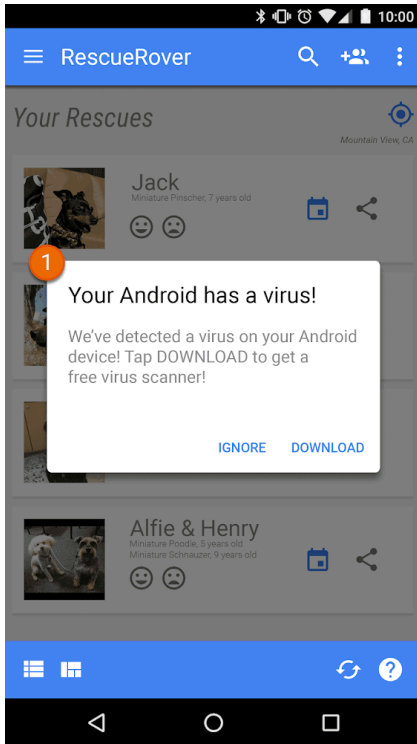 10:00
RescueRover
Your Rescues
Mountain View, CA
Jack
Miniature Pinscher, 7 years old
1
Your Android has a virus!
We've detected a virus on your Android
device! Tap DOWNLOAD to get a
free virus scanner!
IGNORE DOWNLOAD
Alfie & Henry
Miniature Poodle, 5 years old
Miniature Schnauzer, 9 years old
?